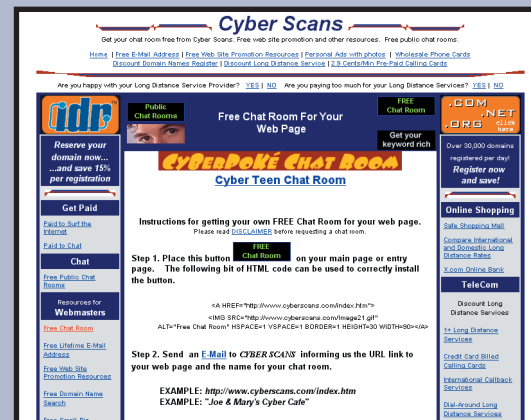 Cyber Scans
Get your chat room free from Cyber Scans. Free web site promotion and other resources. Free public chat rooms.
Home | Free E-Mail Address | Free Web Site Promotion Resources | Personal Ads with photos | Wholesale Phone Cards
Discount Domain Names Register | Discount Long Distance Service | 2.9 Cents/Min Pre-Paid Calling Cards
Are you happy with your Long Distance Service Provider? YES | NO Are you paying too much for your Long Distance Services? YES | NO
idr
Reserve your
domain now...
...and save 15%
per registration
Get Paid
Paid to Surf the
Internet
Paid to Chat
Chat
Free Public Chat
Rooms
Resources for
Webmasters
Free Chat Room
Free Lifetime E-Mail
Address
Free Web Site
Promotion Resources
Free Domain Name
Search
Public
Chat Rooms
Free Chat Room For Your
Web Page
FREE
Chat Room
Get your
keyword rich
CYBERPOKÉ CHAT ROOM
Cyber Teen Chat Room
Instructions for getting your own FREE Chat Room for your web page.
Please read DISCLAIMER before requesting a chat room.
Step 1. Place this button FREE Chat Room on your main page or entry
page. The following bit of HTML code can be used to correctly install
the button.
<A HREF="http://www.cyberscans.com/index.htm">
<IMG SRC="http://www.cyberscans.com/Image21.gif"
ALT="Free Chat Room" HSPACE=1 VSPACE=1 BORDER=1 HEIGHT=30 WIDTH=90></A>
Step 2. Send an E-Mail to CYBER SCANS informing us the URL link to
your web page and the name for your chat room.
EXAMPLE: http://www.cyberscans.com/index.htm
EXAMPLE: "Joe & Mary's Cyber Cafe"
.COM
.NET
.ORG click
here
Over 30,000 domains
registered per day!
Register now
and save!
Online Shopping
Safe Shopping Mall
Compare International
and Domestic Long
Distance Rates
X.com Online Bank
TeleCom
Discount Long
Distance Services
1+ Long Distance
Services
Credit Card Billed
Calling Cards
International Callback
Services
Dial-Around Long
Distance Services